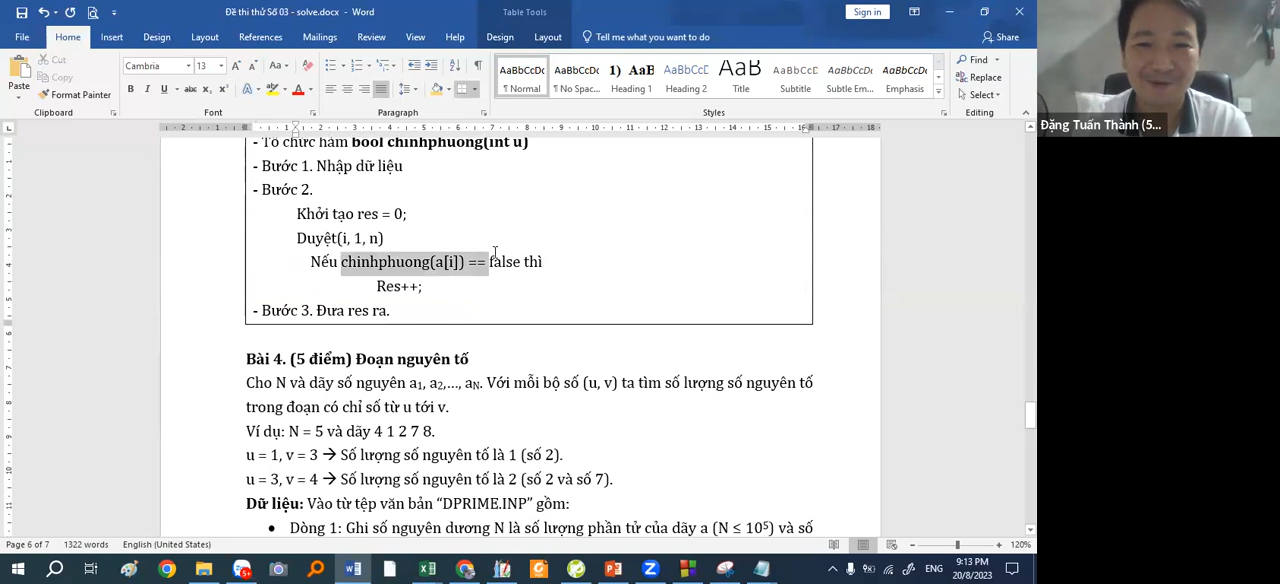 Đề thi thử Số 03 - solve.docx - Word
Table Tools
Sign in
File Home Insert Design Layout References Mailings Review View Help Design Layout Tell me what you want to do Share
Paste
Cut
Copy
Format Painter
Clipboard
Cambria 13
Font
Paragraph
AaBbCcDc AaBbCcDc 1) AaB AaBbCcDc AaB AaBbCcD AaBbCcDc AaBbCcDc
¶ Normal ¶ No Spac... Heading 1 Heading 2 Title Subtitle Subtle Em... Emphasis
Styles
Find
Replace
Select
Editing
Đặng Tuấn Thành (5...
- Tổ chức hàm bool chinhphuong(int u)
- Bước 1. Nhập dữ liệu
- Bước 2.
Khởi tạo res = 0;
Duyệt(i, 1, n)
Nếu chinhphuong(a[i]) == false thì
Res++;
- Bước 3. Đưa res ra.
Bài 4. (5 điểm) Đoạn nguyên tố
Cho N và dãy số nguyên a1, a2,..., aN. Với mỗi bộ số (u, v) ta tìm số lượng số nguyên tố
trong đoạn có chỉ số từ u tới v.
Ví dụ: N = 5 và dãy 4 1 2 7 8.
u = 1, v = 3 → Số lượng số nguyên tố là 1 (số 2).
u = 3, v = 4 → Số lượng số nguyên tố là 2 (số 2 và số 7).
Dữ liệu: Vào từ tệp văn bản “DPRIME.INP” gồm:
• Dòng 1: Ghi số nguyên dương N là số lượng phần tử của dãy a (N ≤ 10⁵) và số
Page 6 of 7 1322 words English (United States) 120%
ENG
9:13 PM
20/8/2023